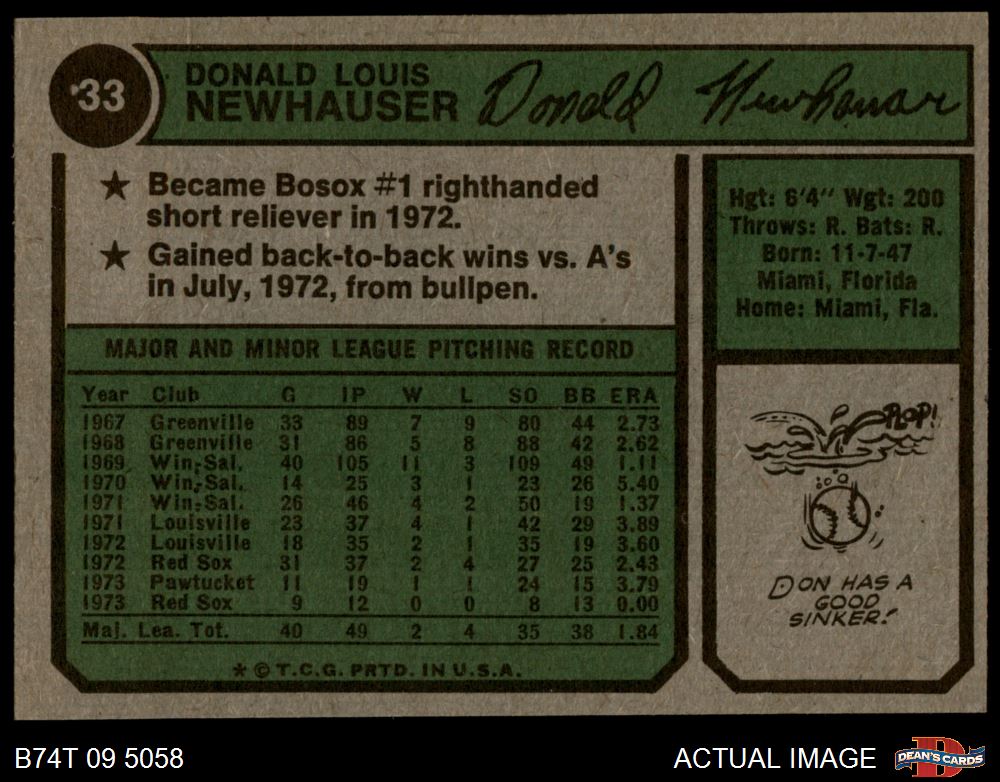 33
DONALD LOUIS
NEWHAUSER Donald Newhauser
★ Became Bosox #1 righthanded
short reliever in 1972.
★ Gained back-to-back wins vs. A's
in July, 1972, from bullpen.
Hgt: 6'4'' Wgt: 200
Throws: R. Bats: R.
Born: 11-7-47
Miami, Florida
Home: Miami, Fla.
MAJOR AND MINOR LEAGUE PITCHING RECORD
Year Club G IP W L SO BB ERA
1967 Greenville 33 89 7 9 80 44 2.73
1968 Greenville 31 86 5 8 88 42 2.62
1969 Win-Sal. 40 105 11 3 109 49 1.11
1970 Win-Sal. 14 25 3 1 23 26 5.40
1971 Win-Sal. 26 46 4 2 50 19 1.37
1971 Louisville 23 37 4 1 42 29 3.89
1972 Louisville 18 35 2 1 35 19 3.60
1972 Red Sox 31 37 2 4 27 25 2.43
1973 Pawtucket 11 19 1 1 24 15 3.79
1973 Red Sox 9 12 0 0 8 13 0.00
Maj. Lea. Tot. 40 49 2 4 35 38 1.84
* © T.C.G. PRTD. IN U.S.A.
PLOP!
DON HAS A
GOOD
SINKER!
B74T 09 5058
ACTUAL IMAGE
D
DEAN'S CARDS